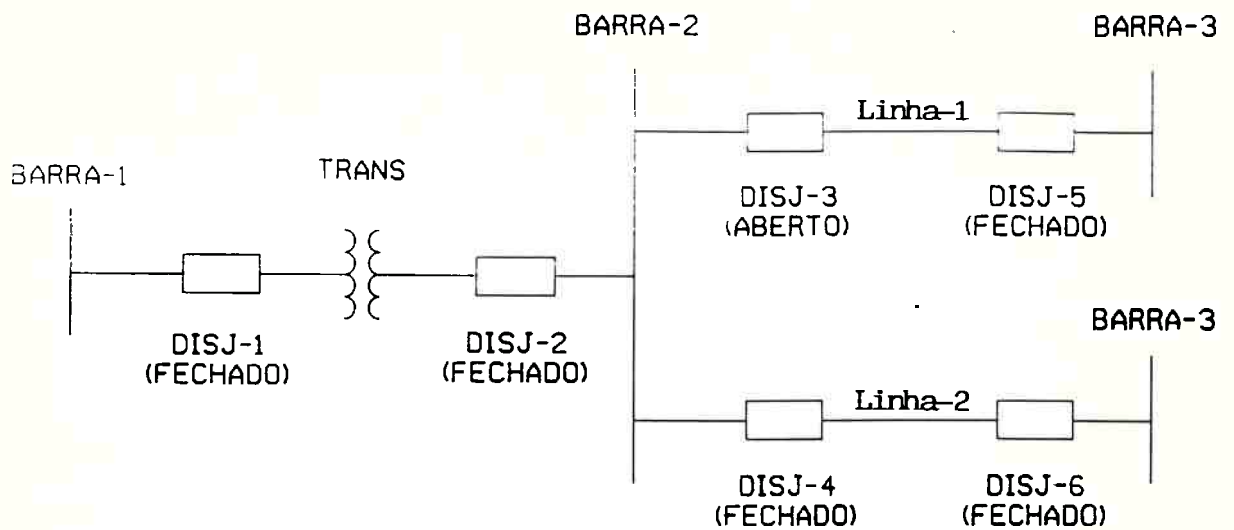 BARRA-2
BARRA-3
Linha-1
BARRA-1
TRANS
DISJ-3
(ABERTO)
DISJ-5
(FECHADO)
DISJ-1
(FECHADO)
DISJ-2
(FECHADO)
BARRA-3
Linha-2
DISJ-4
(FECHADO)
DISJ-6
(FECHADO)